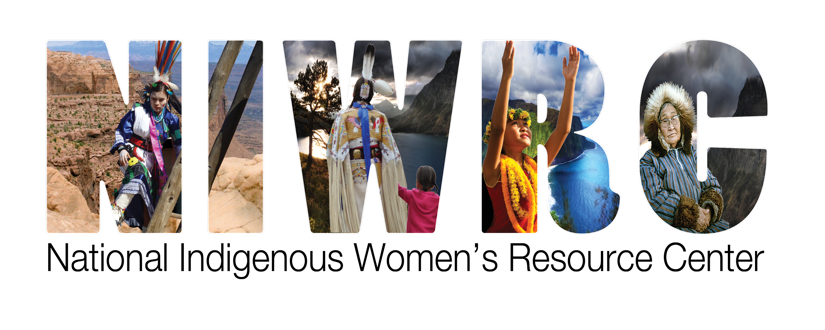 NIWRC
National Indigenous Women's Resource Center